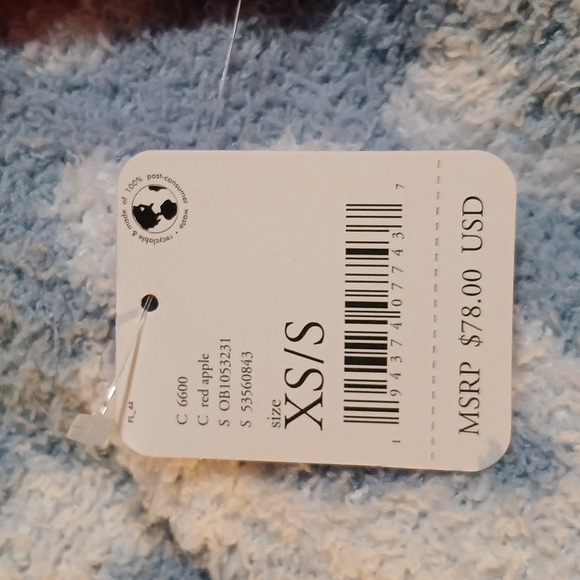 100% post-consumer waste • recyclable & made of
FL_44
C 6600
C red apple
S OB1053231
S 53560843
size
XS/S
1 94374 07743 7
MSRP $78.00 USD